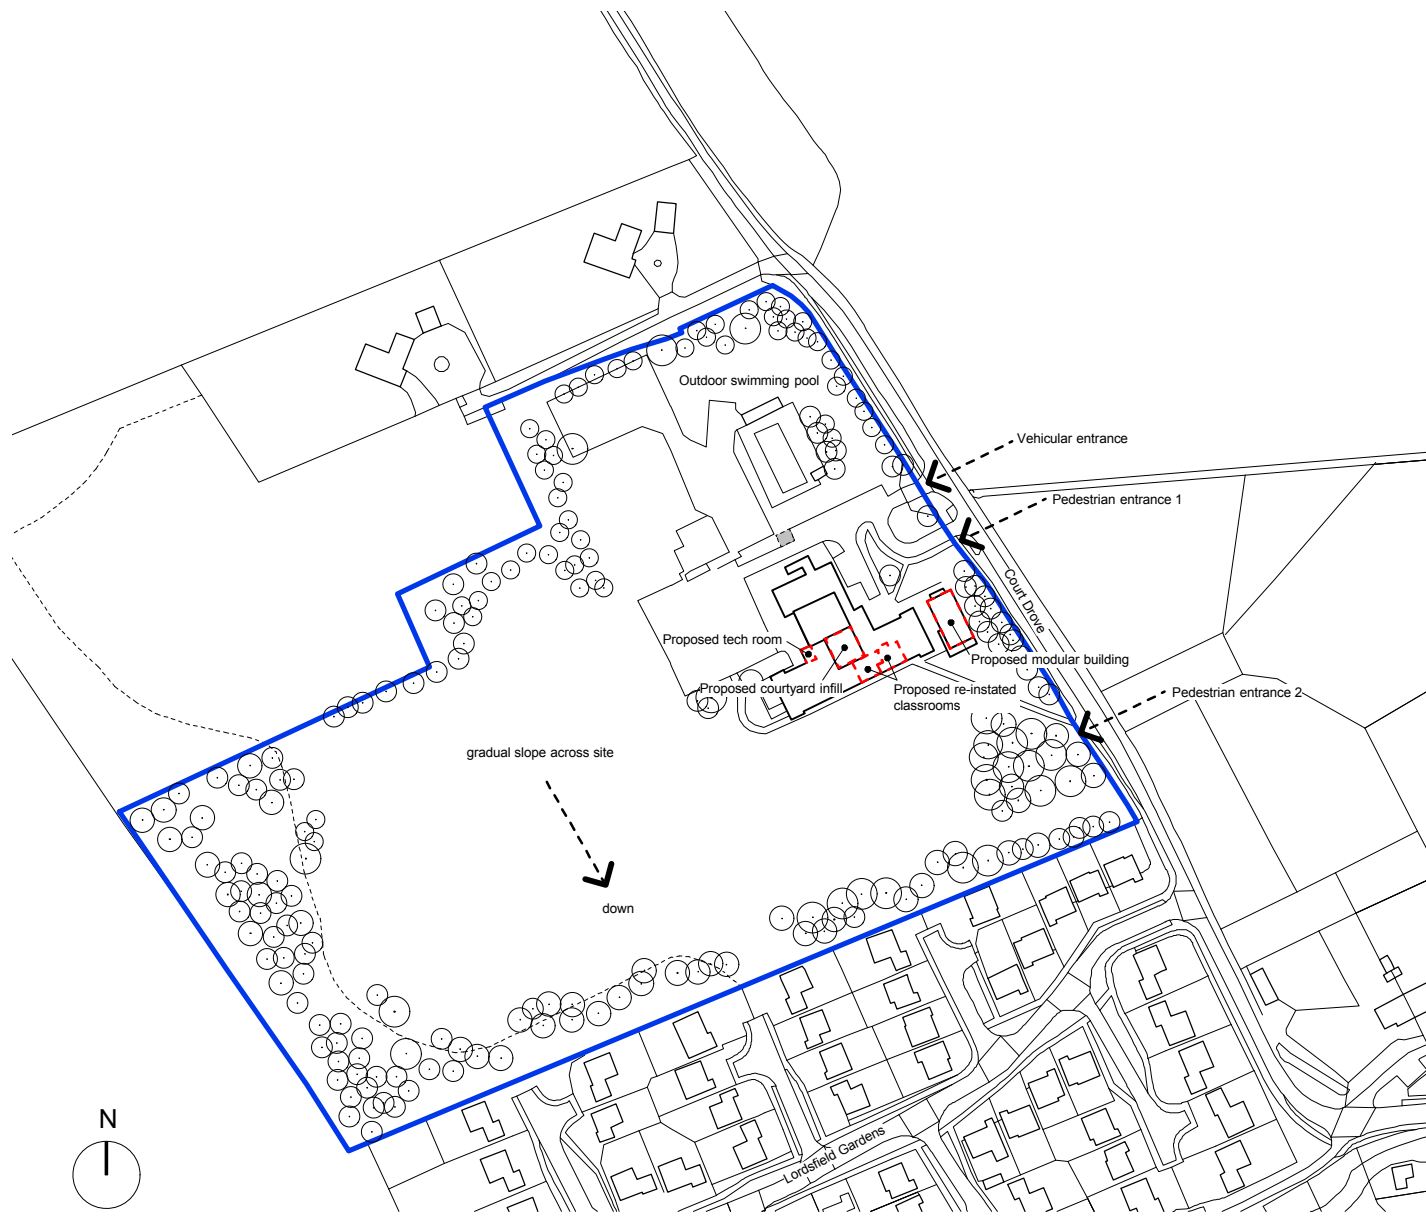 Outdoor swimming pool
Vehicular entrance
Pedestrian entrance 1
Court Drove
Proposed tech room
Proposed modular building
Proposed courtyard infill
Proposed re-instated
classrooms
Pedestrian entrance 2
gradual slope across site
down
N
Lordsfield Gardens